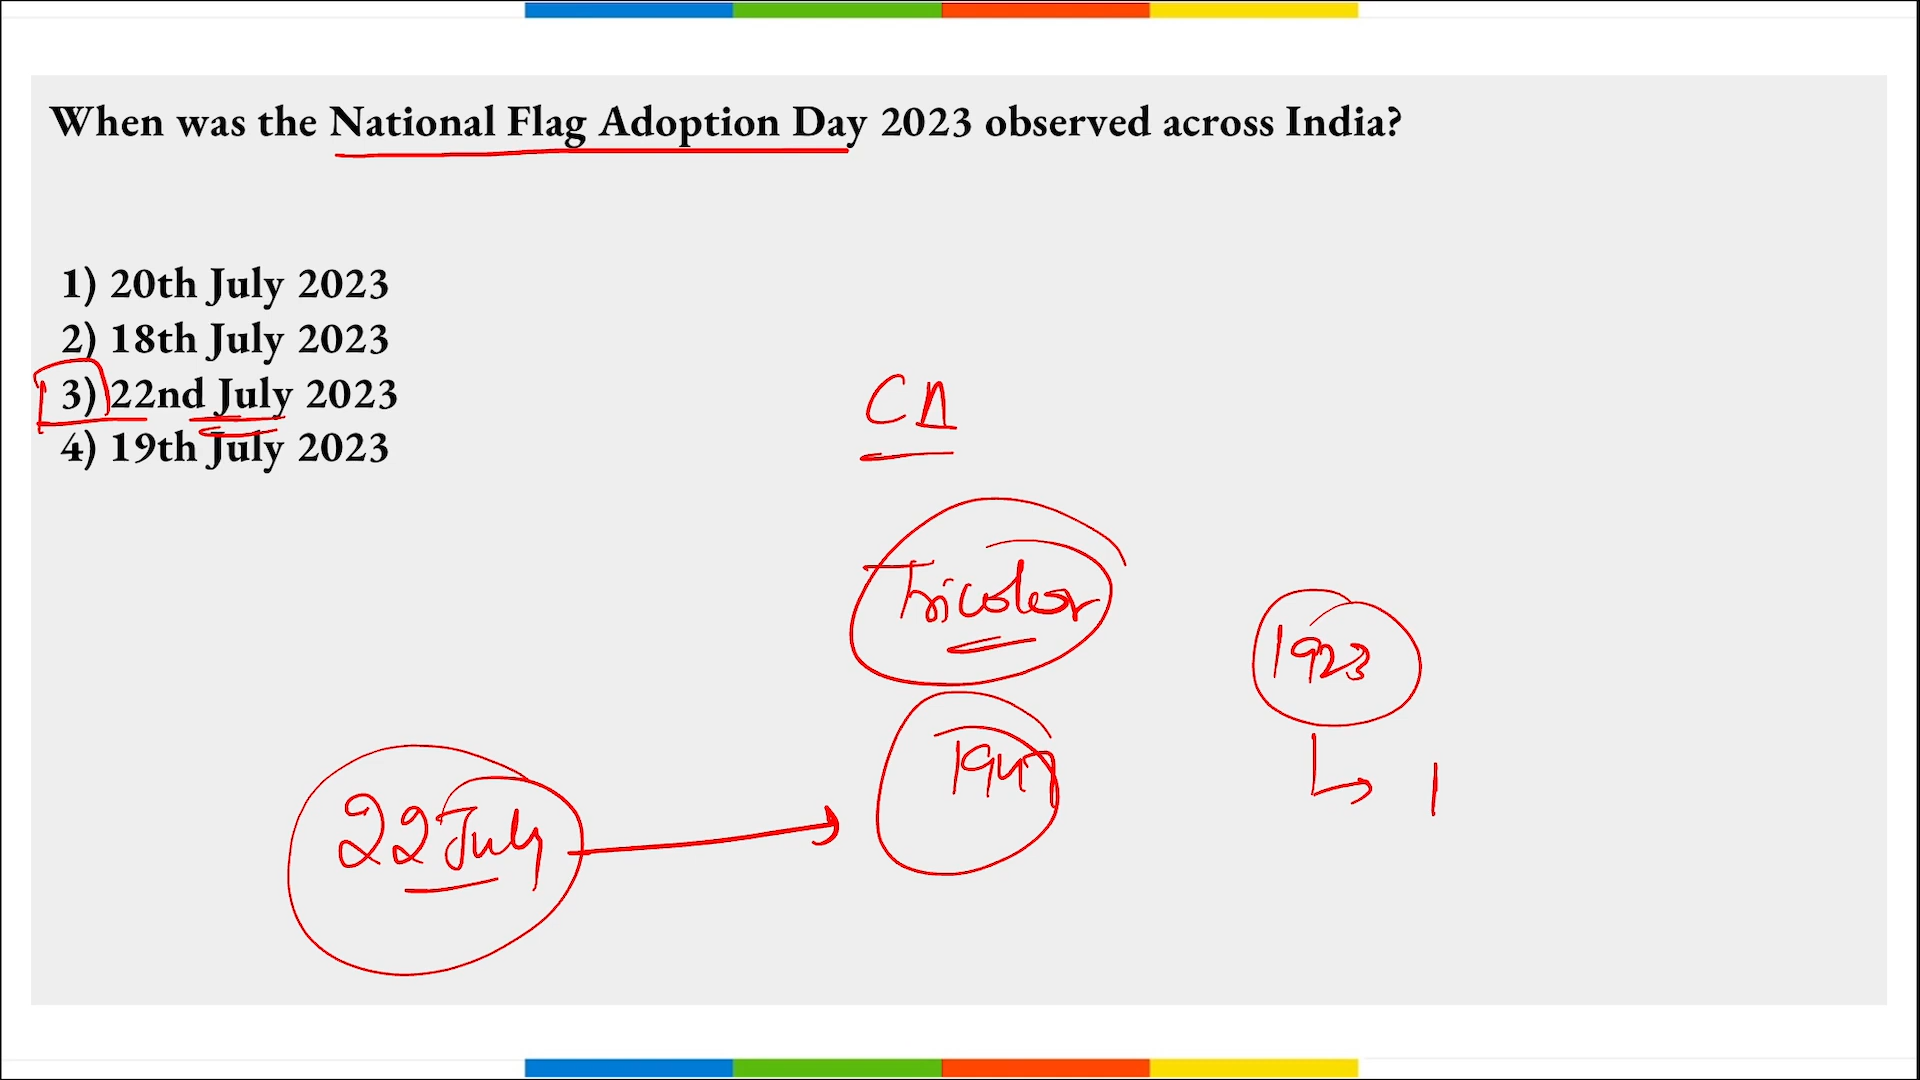 When was the National Flag Adoption Day 2023 observed across India?
1) 20th July 2023
2) 18th July 2023
3) 22nd July 2023
4) 19th July 2023
CA
Tricolor
1923
1947
22 July
1